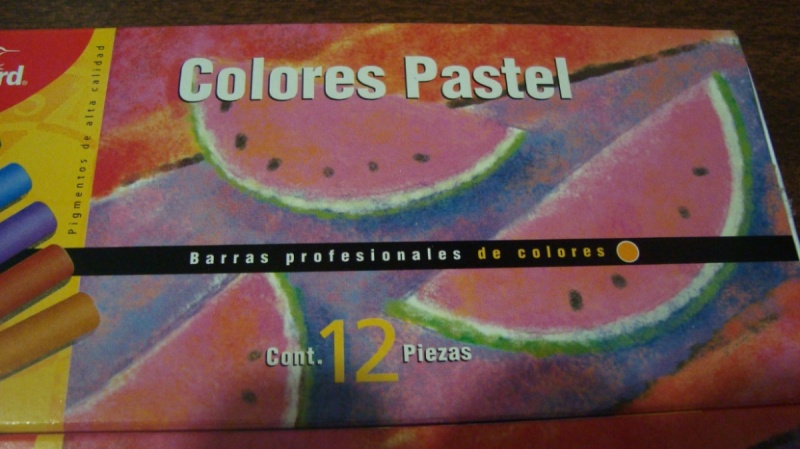 Colores Pastel
Pigmentos de alta calidad
Barras profesionales de colores
Cont. 12 Piezas